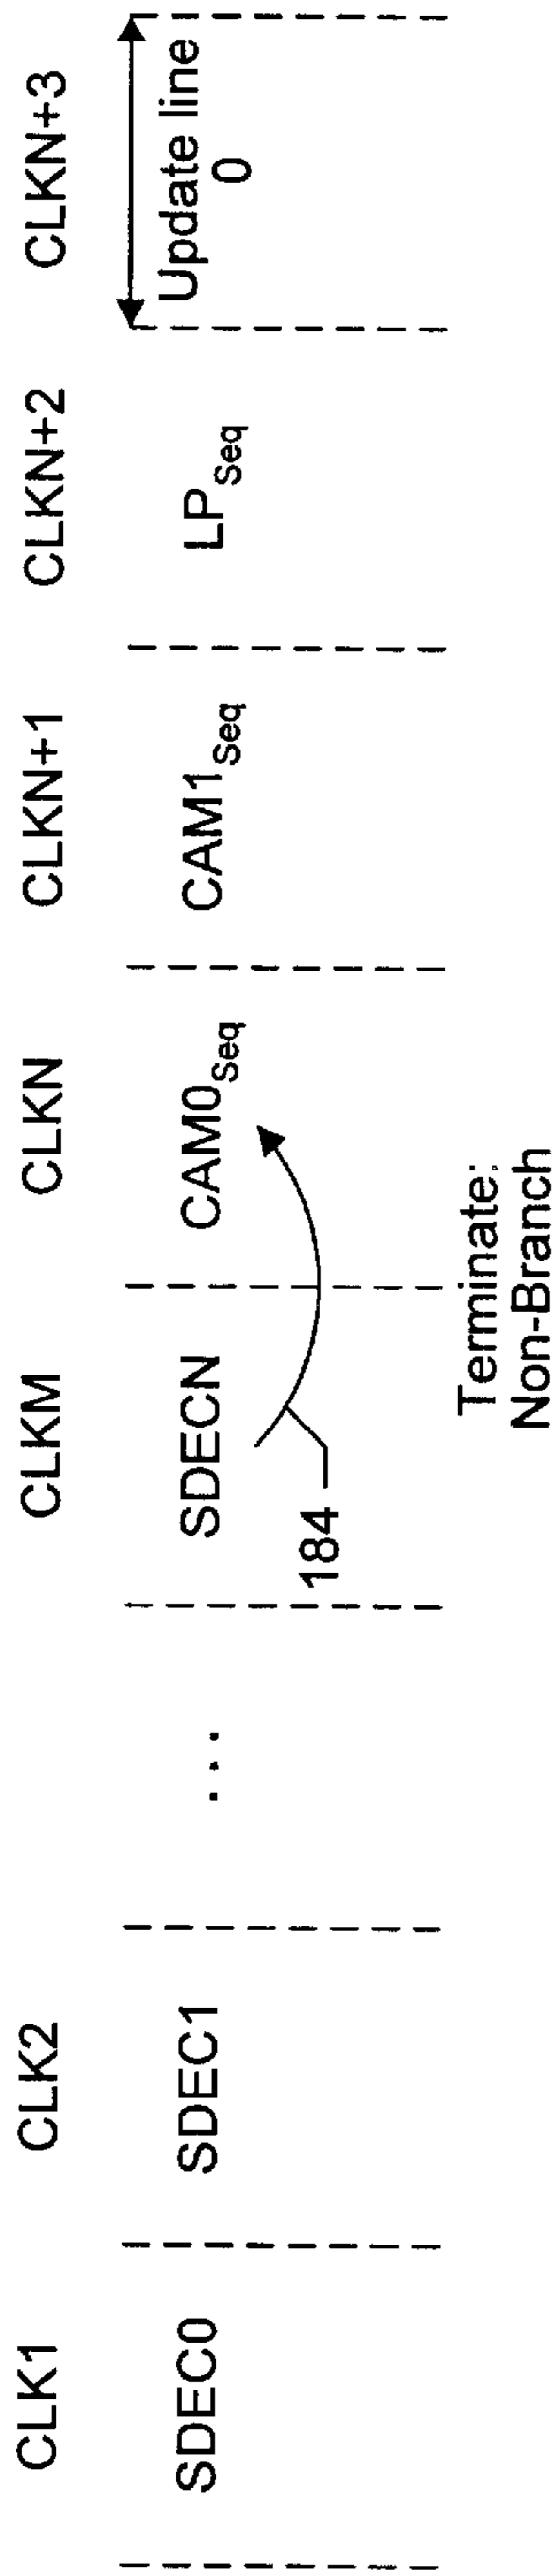 CLK1 CLK2 CLKM CLKN CLKN+1 CLKN+2 CLKN+3
SDEC0 SDEC1 ... SDECN CAM0Seq CAM1Seq LPSeq Update line
0
184
Terminate:
Non-Branch